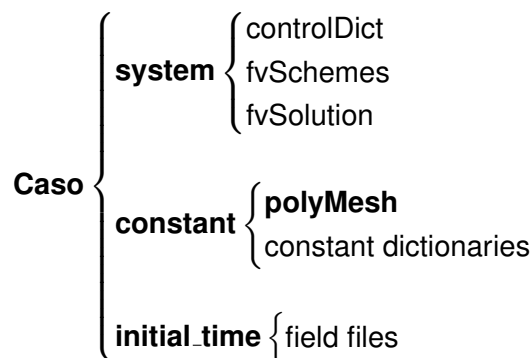 Caso
system
controlDict
fvSchemes
fvSolution
constant
polyMesh
constant dictionaries
initial_time
field files